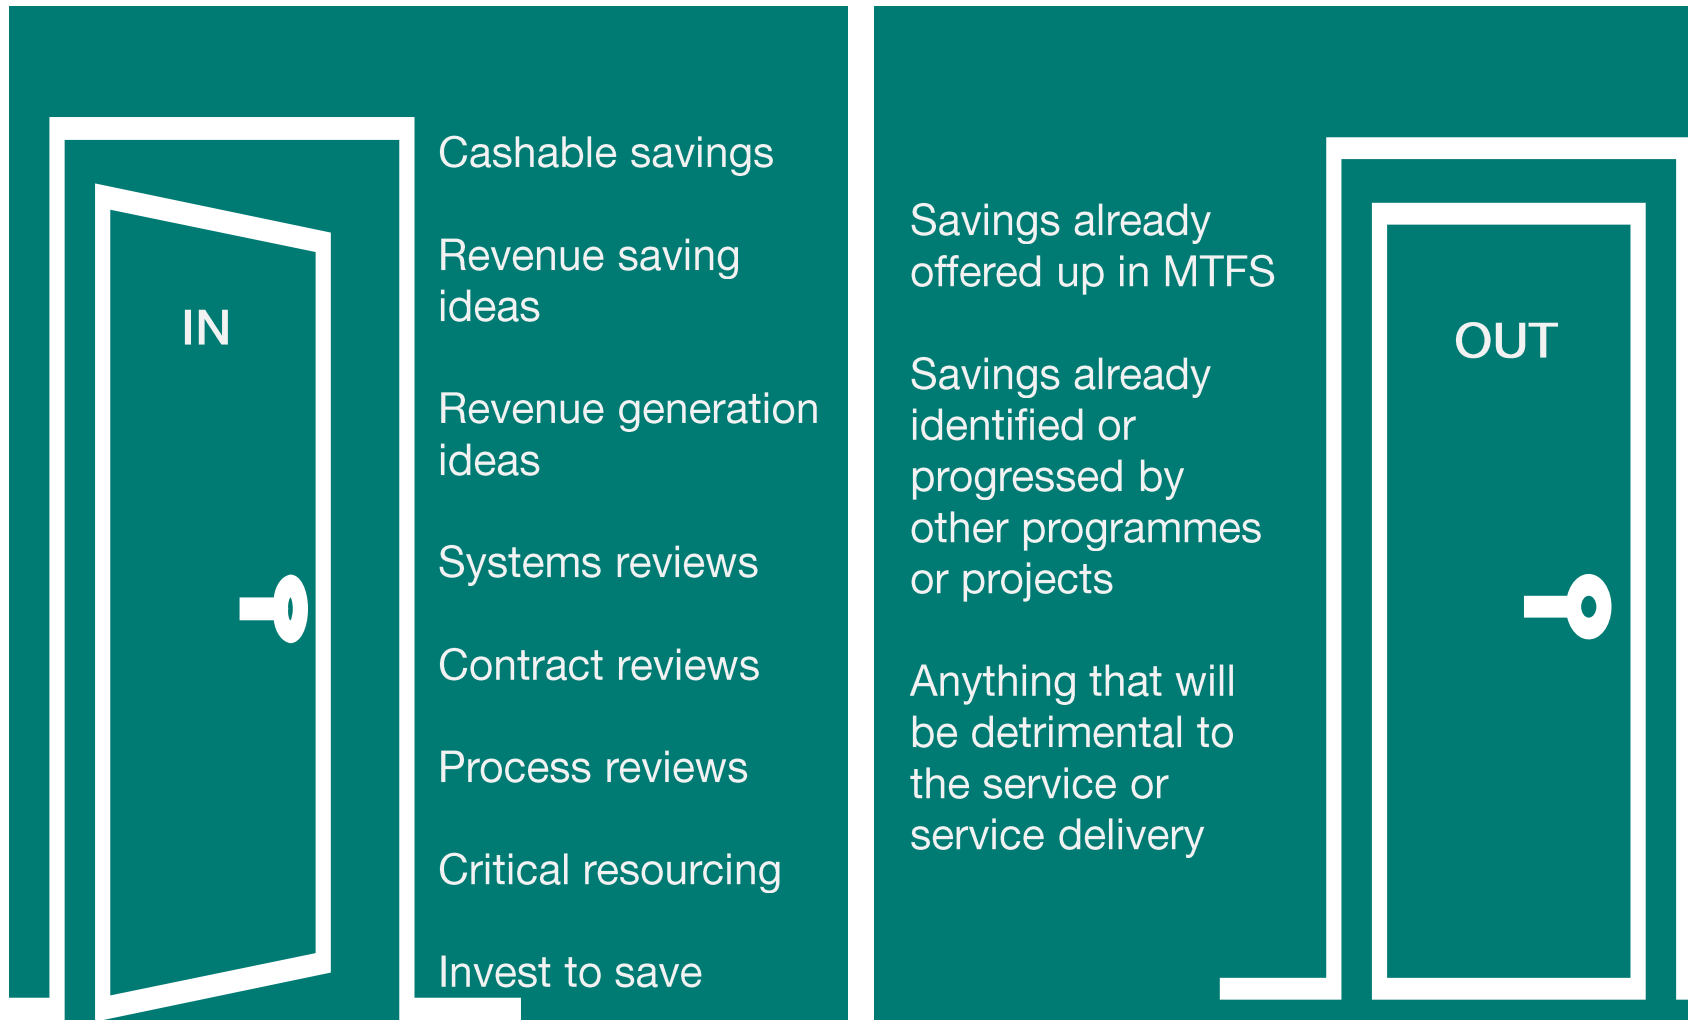 IN
Cashable savings
Revenue saving
ideas
Revenue generation
ideas
Systems reviews
Contract reviews
Process reviews
Critical resourcing
Invest to save
Savings already
offered up in MTFS
Savings already
identified or
progressed by
other programmes
or projects
Anything that will
be detrimental to
the service or
service delivery
OUT